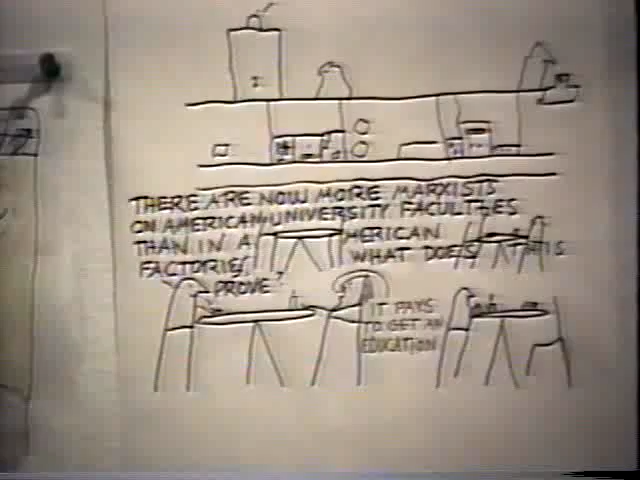 THERE ARE NOW MORE MARXISTS
ON AMERICAN UNIVERSITY FACULTIES
THAN IN A MERICAN
FACTORIES. WHAT DOES THIS
PROVE?
IT PAYS
TO GET AN
EDUCATION